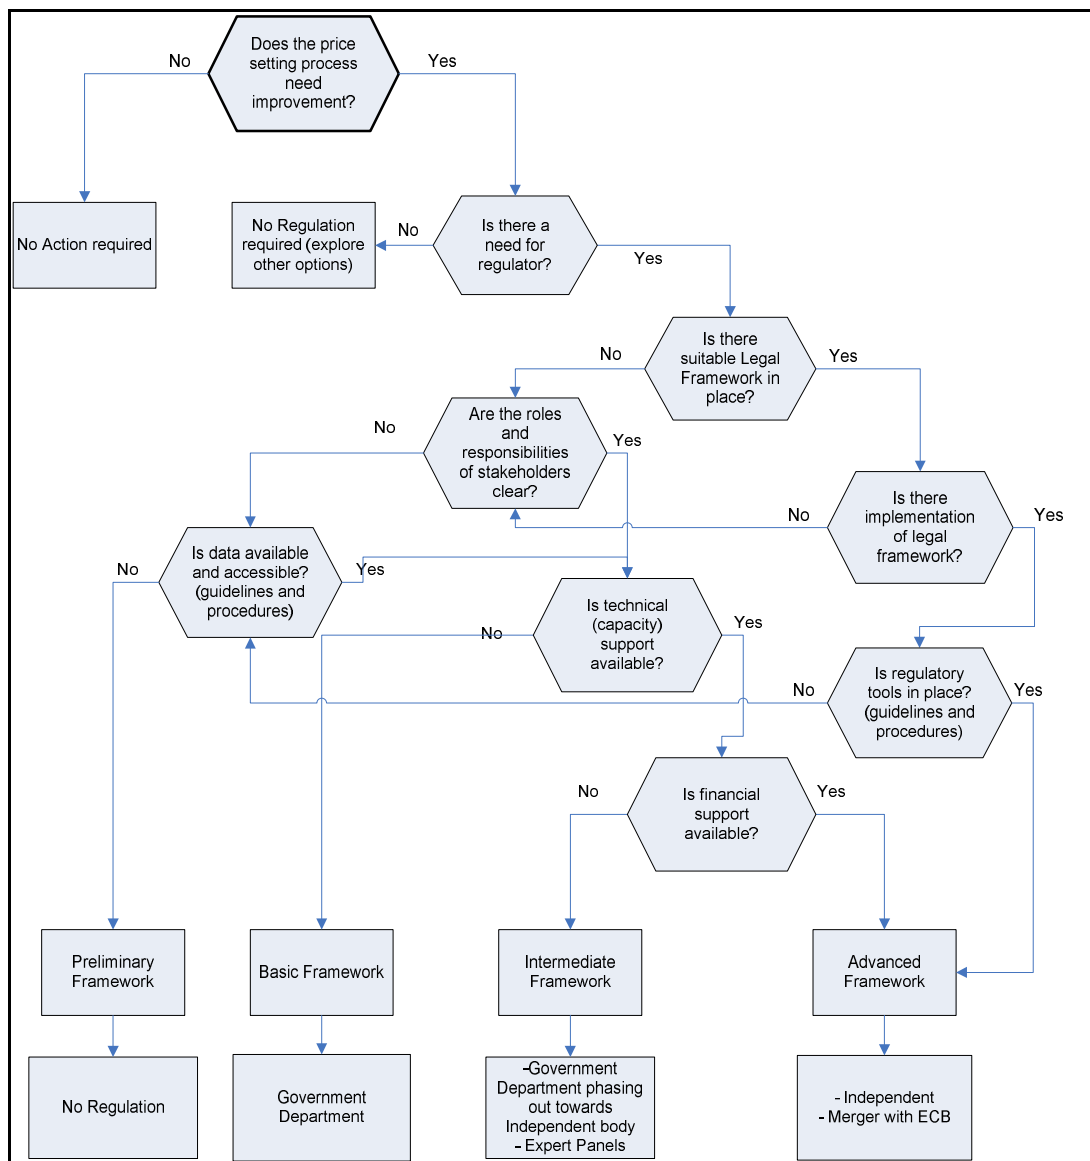 Does the price
setting process
need
improvement?
No
Yes
No Action required
No Regulation
required (explore
other options)
No
Is there a
need for
regulator?
Yes
Is there
suitable Legal
Framework in
place?
No
Yes
Are the roles
and
responsibilities
of stakeholders
clear?
No
Yes
Is there
implementation
of legal
framework?
No
Yes
Is data available
and accessible?
(guidelines and
procedures)
No
Yes
Is technical
(capacity)
support
available?
No
Yes
Is regulatory
tools in place?
(guidelines and
procedures)
No
Yes
Is financial
support
available?
No
Yes
Preliminary
Framework
Basic Framework
Intermediate
Framework
Advanced
Framework
No Regulation
Government
Department
-Government
Department phasing
out towards
Independent body
- Expert Panels
- Independent
- Merger with ECB